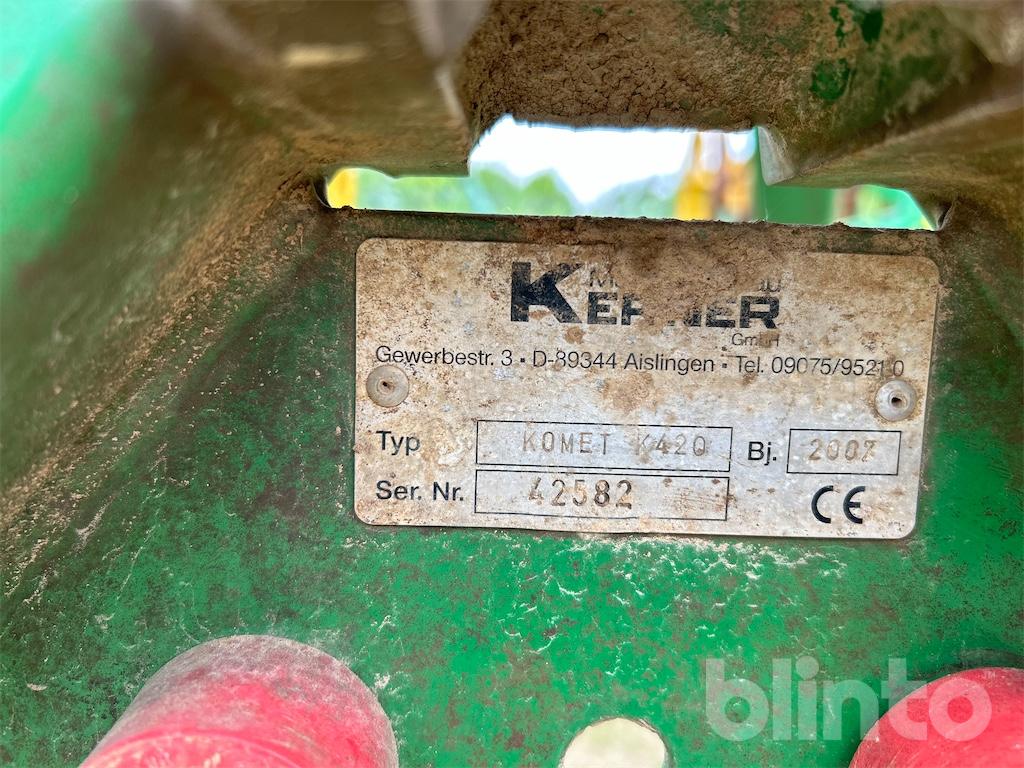 KERNER
GmbH
Gewerbestr. 3 • D-89344 Aislingen • Tel. 09075/9521 0
Typ KOMET K420 Bj. 2007
Ser. Nr. 42582 CE
blinto